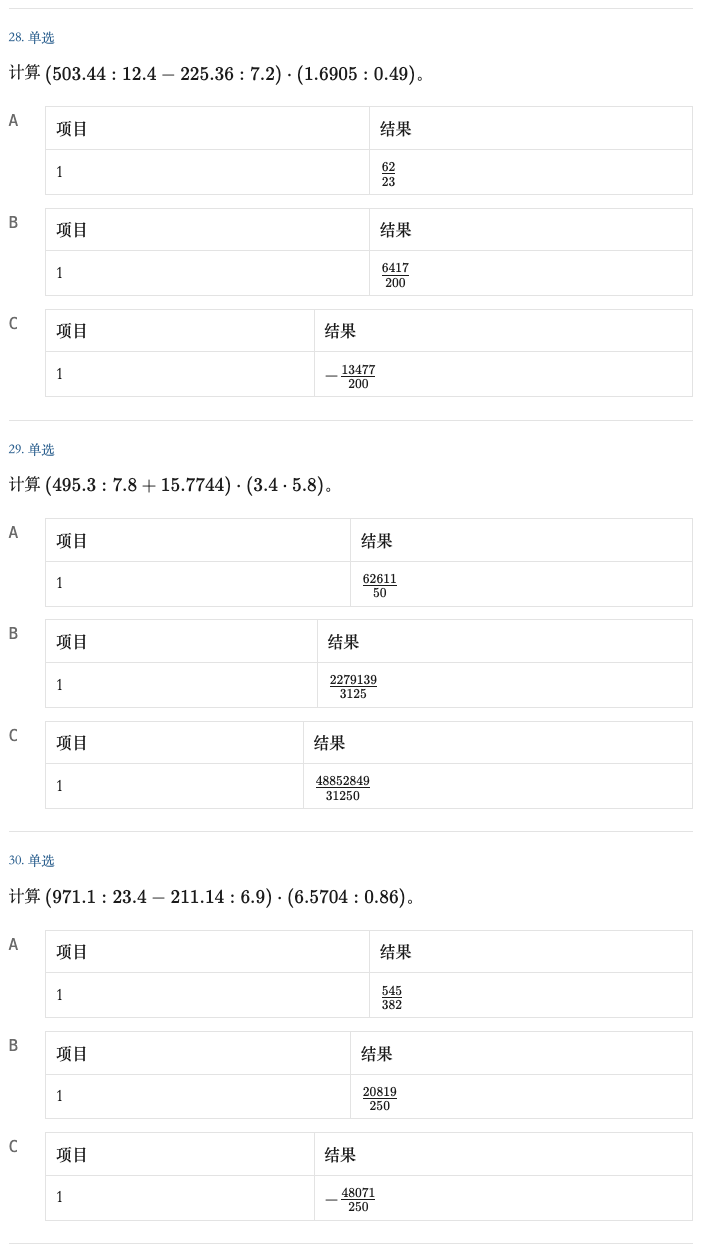 28. 单选
计算 (503.44 : 12.4 − 225.36 : 7.2) · (1.6905 : 0.49)。
A
项目 结果
1 62/23
B
项目 结果
1 6417/200
C
项目 结果
1 −13477/200
29. 单选
计算 (495.3 : 7.8 + 15.7744) · (3.4 · 5.8)。
A
项目 结果
1 62611/50
B
项目 结果
1 2279139/3125
C
项目 结果
1 48852849/31250
30. 单选
计算 (971.1 : 23.4 − 211.14 : 6.9) · (6.5704 : 0.86)。
A
项目 结果
1 545/382
B
项目 结果
1 20819/250
C
项目 结果
1 −48071/250